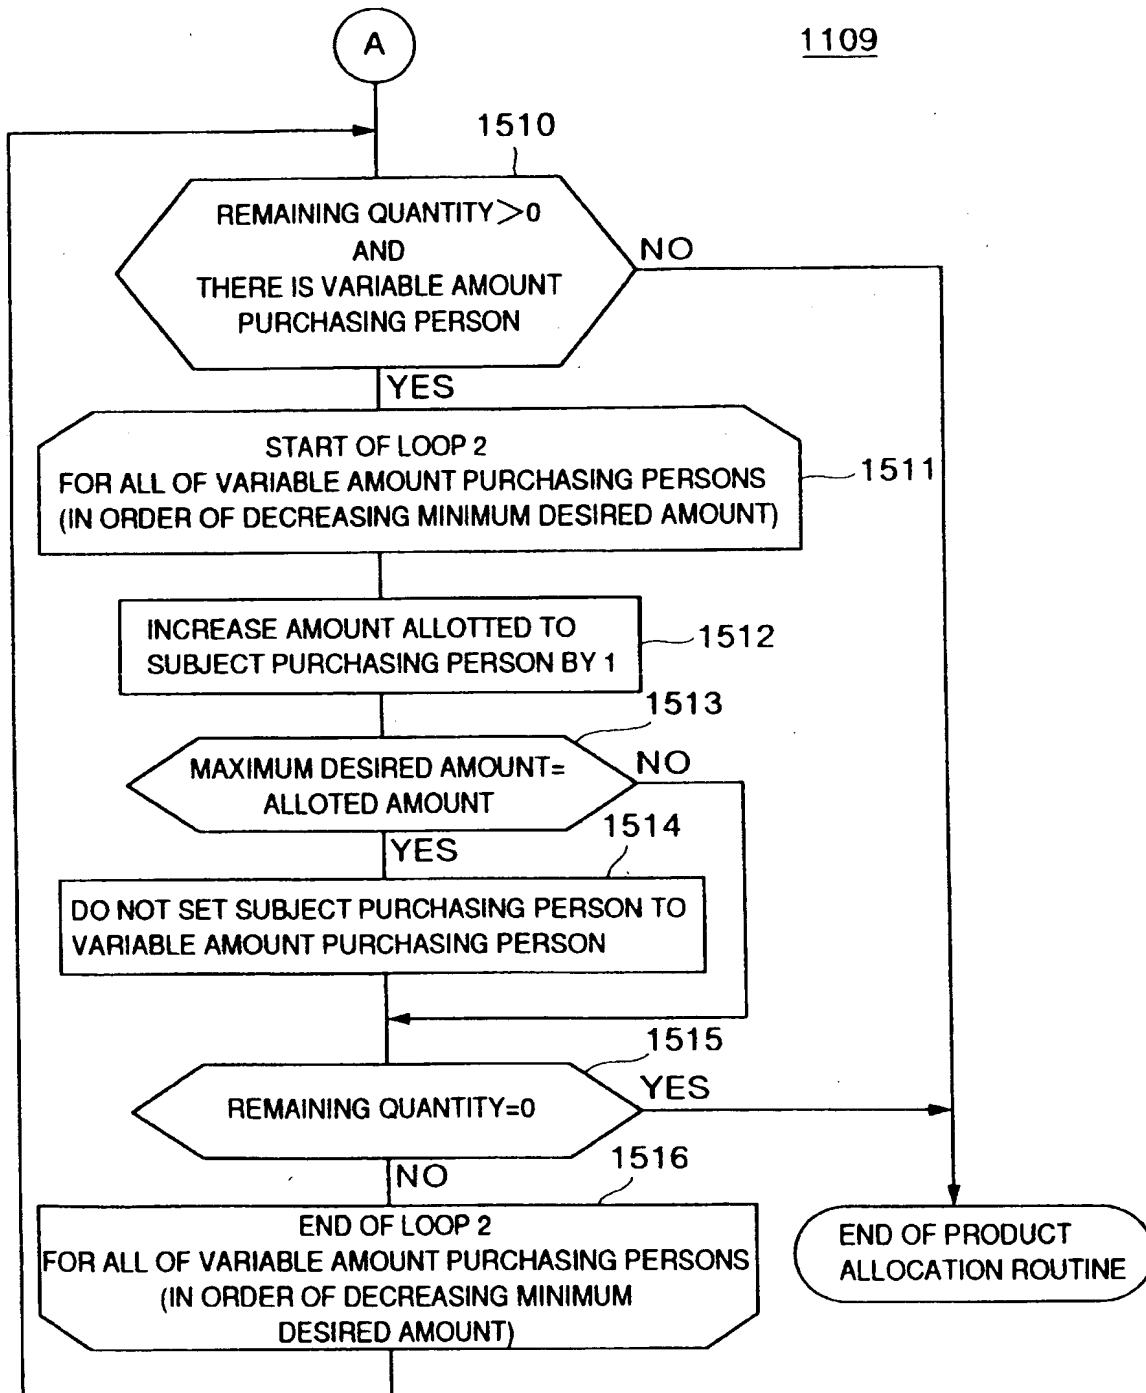 A
1109
1510
REMAINING QUANTITY>0
AND
THERE IS VARIABLE AMOUNT
PURCHASING PERSON
NO
YES
START OF LOOP 2
FOR ALL OF VARIABLE AMOUNT PURCHASING PERSONS
(IN ORDER OF DECREASING MINIMUM DESIRED AMOUNT)
1511
INCREASE AMOUNT ALLOTTED TO
SUBJECT PURCHASING PERSON BY 1
1512
1513
MAXIMUM DESIRED AMOUNT=
ALLOTED AMOUNT
NO
YES
1514
DO NOT SET SUBJECT PURCHASING PERSON TO
VARIABLE AMOUNT PURCHASING PERSON
1515
REMAINING QUANTITY=0
YES
NO
1516
END OF LOOP 2
FOR ALL OF VARIABLE AMOUNT PURCHASING PERSONS
(IN ORDER OF DECREASING MINIMUM
DESIRED AMOUNT)
END OF PRODUCT
ALLOCATION ROUTINE